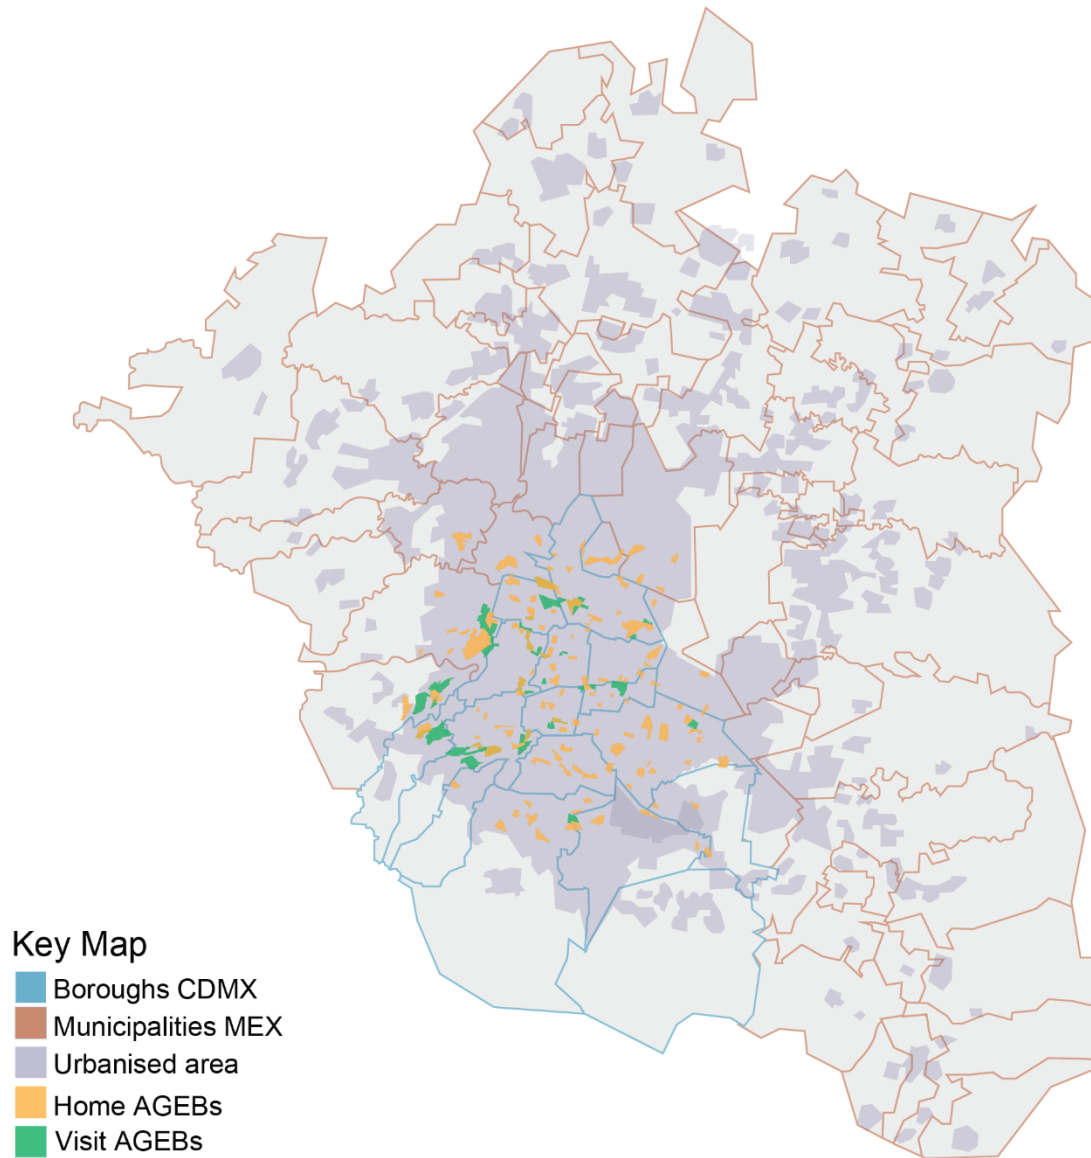 Key Map
Boroughs CDMX
Municipalities MEX
Urbanised area
Home AGEBs
Visit AGEBs